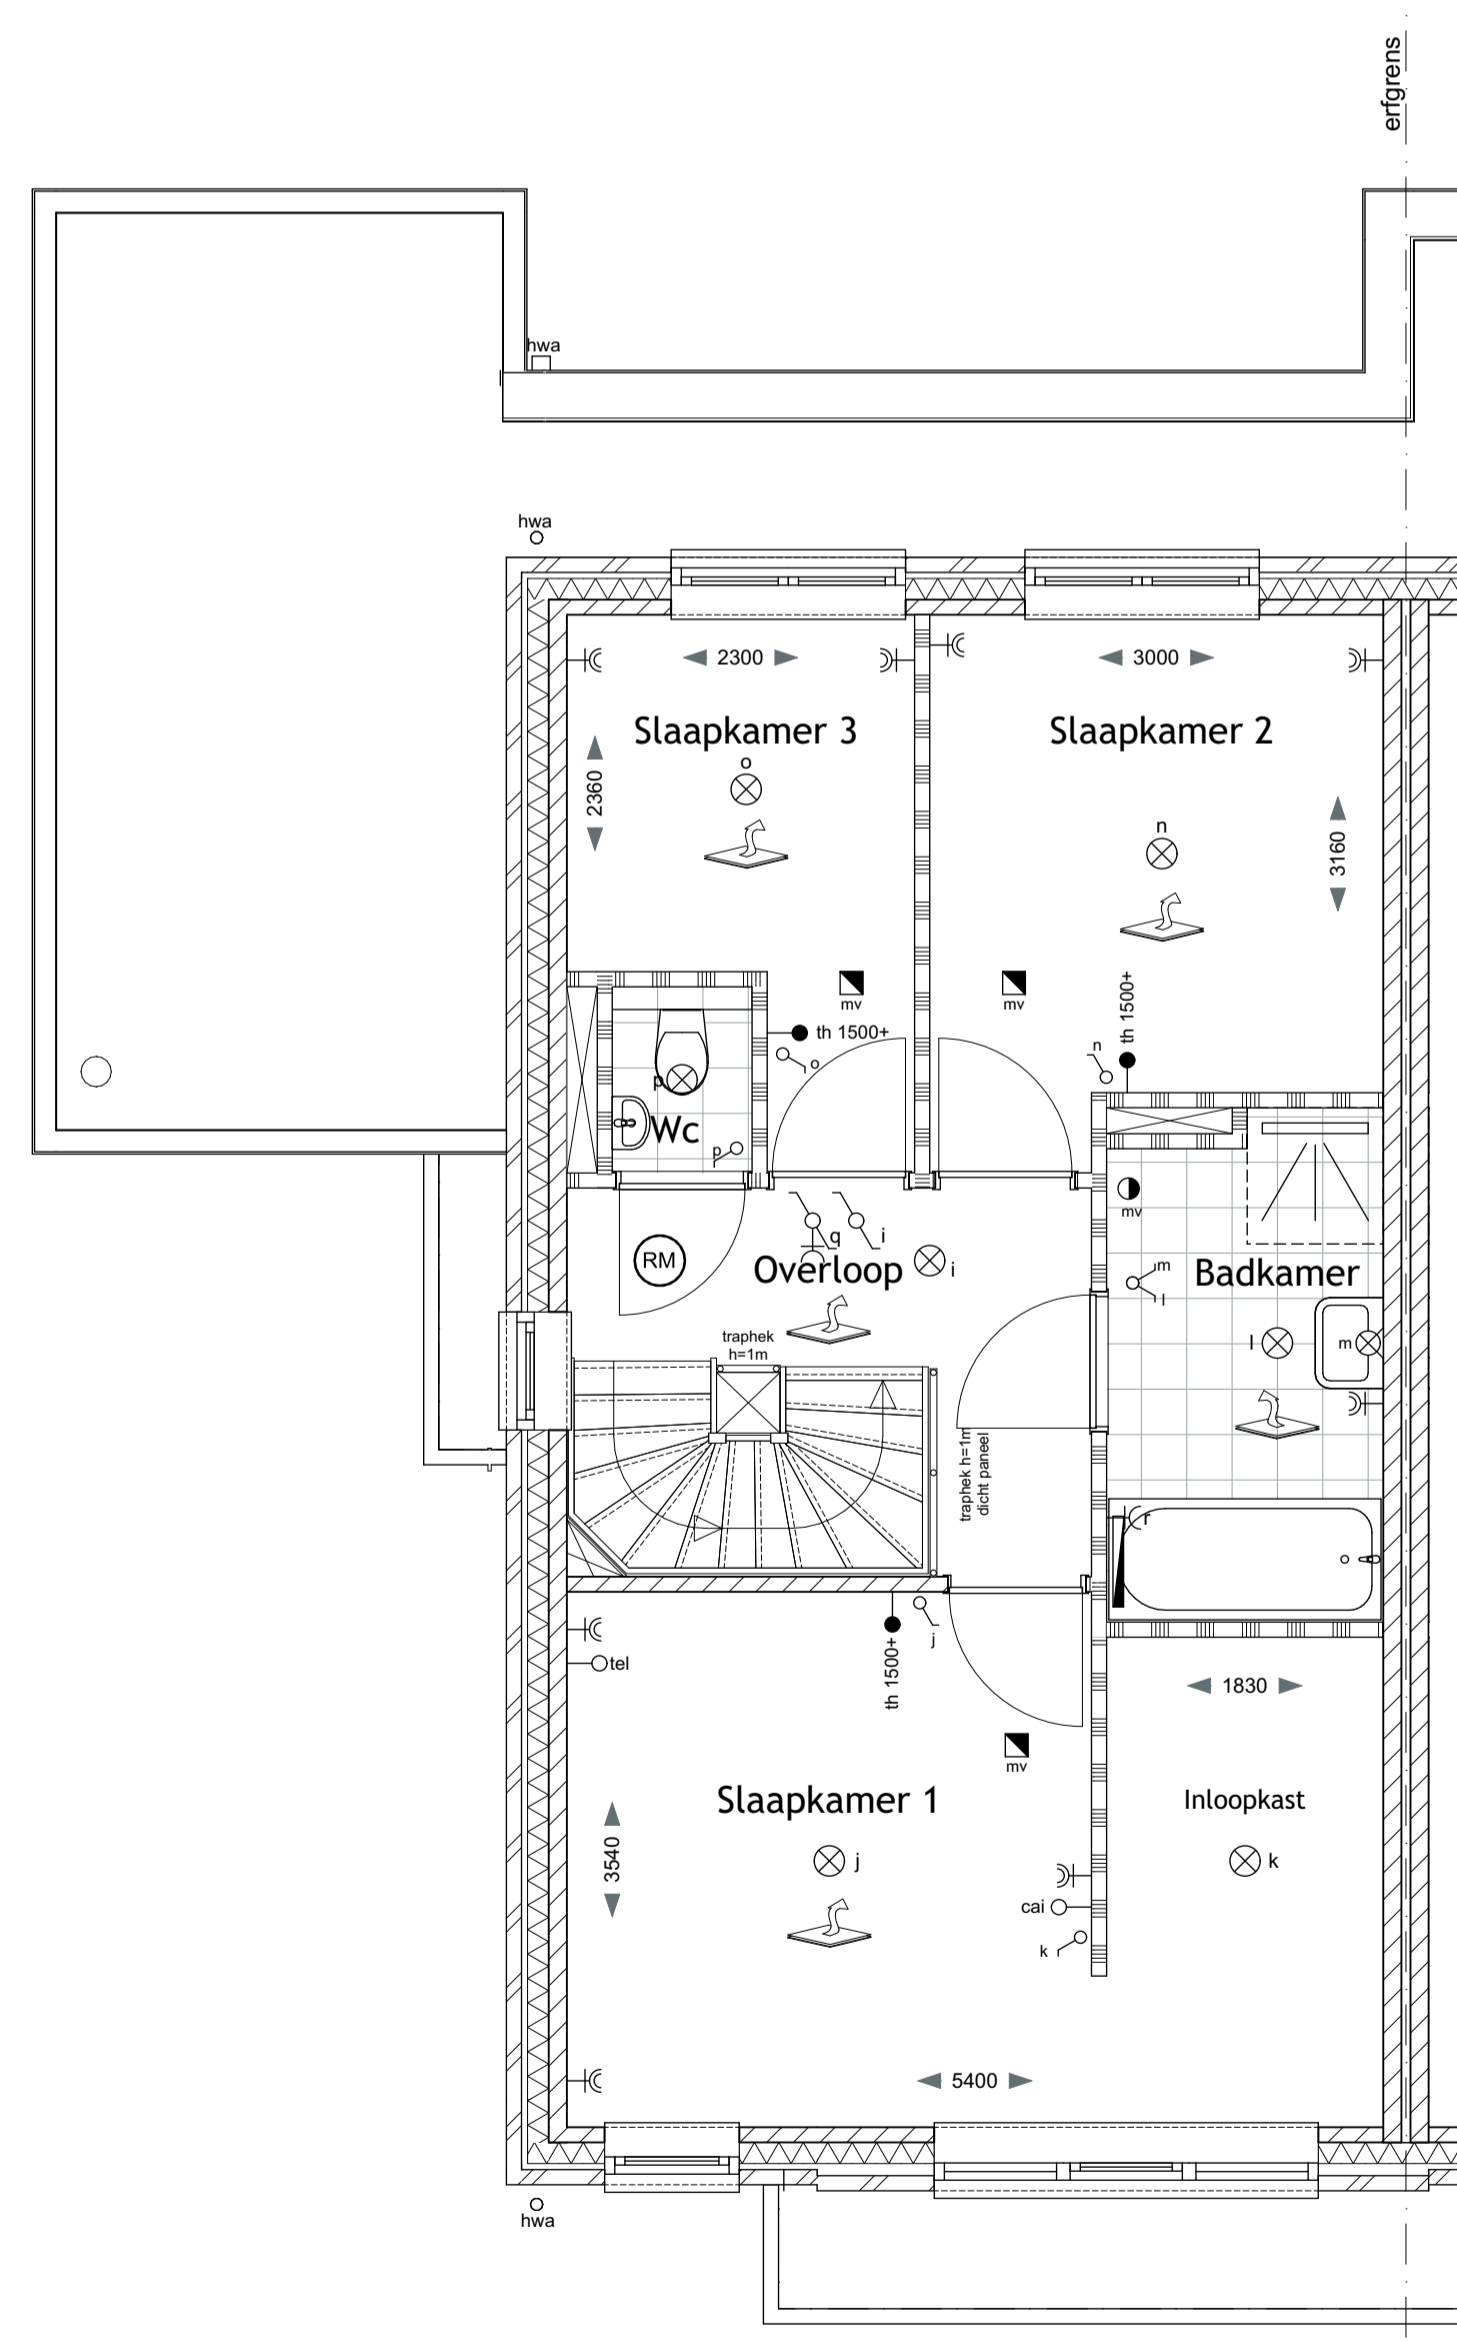 erfgrens
hwa
hwa
2300
3000
Slaapkamer 3
Slaapkamer 2
o
2360
n
3160
mv
mv
th 1500+
th 1500+
o
n
p
Wc
p
mv
q
i
RM
Overloop
i
m
l
Badkamer
traphek
h=1m
l
m
traphek h=1m
dicht paneel
r
j
th 1500+
tel
1830
mv
Slaapkamer 1
Inloopkast
3540
j
k
cai
k
5400
hwa